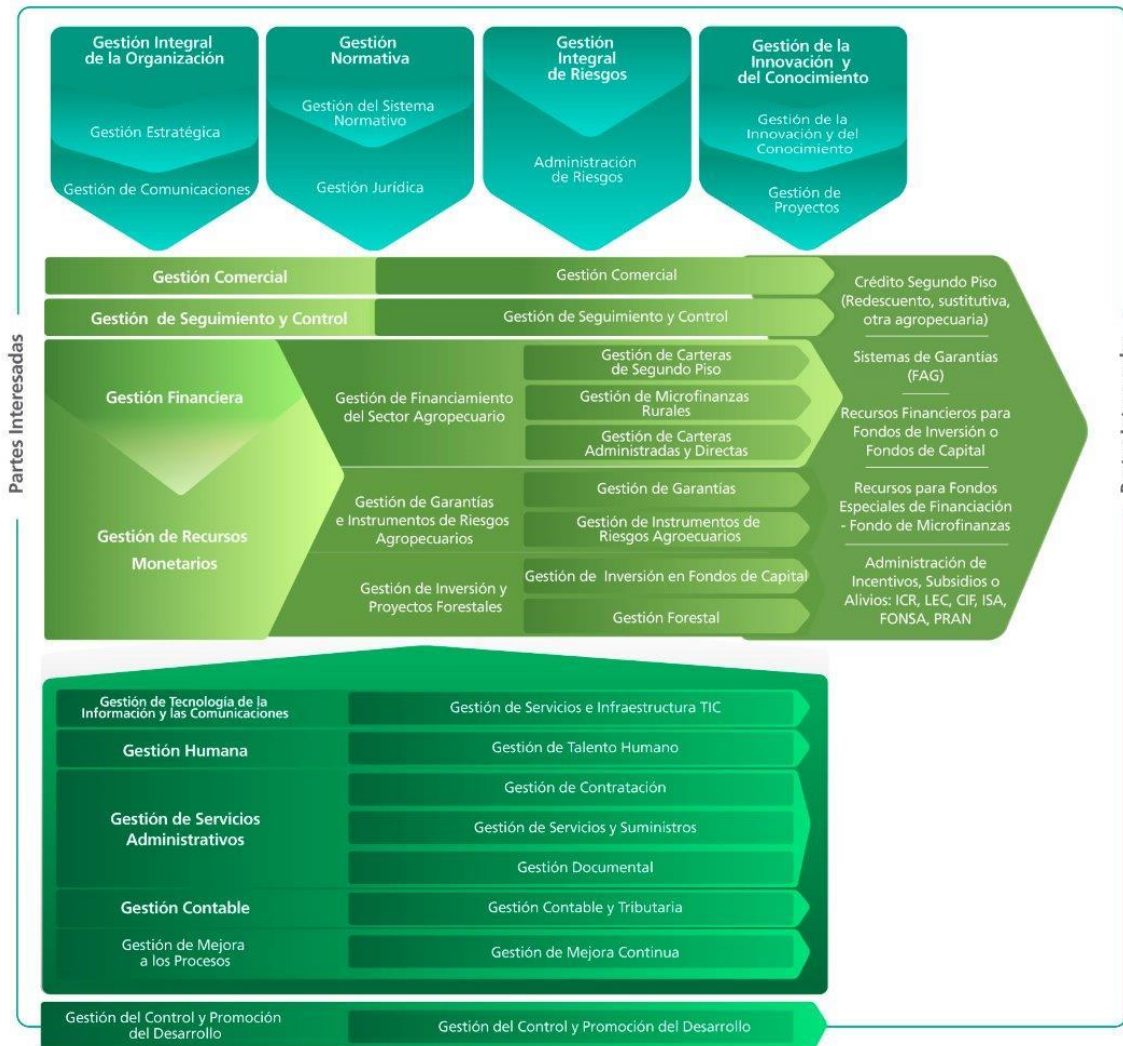 Gestión Integral
de la Organización
Gestión Estratégica
Gestión de Comunicaciones
Gestión
Normativa
Gestión del Sistema
Normativo
Gestión Jurídica
Gestión
Integral
de Riesgos
Administración
de Riesgos
Gestión de la
Innovación y
del Conocimiento
Gestión de la
Innovación y del
Conocimiento
Gestión de
Proyectos
Partes Interesadas
Gestión Comercial
Gestión Comercial
Gestión de Seguimiento y Control
Gestión de Seguimiento y Control
Gestión Financiera
Gestión de Recursos
Monetarios
Gestión de Financiamiento
del Sector Agropecuario
Gestión de Carteras
de Segundo Piso
Gestión de Microfinanzas
Rurales
Gestión de Carteras
Administradas y Directas
Gestión de Garantías
e Instrumentos de Riesgos
Agropecuarios
Gestión de Garantías
Gestión de Instrumentos de
Riesgos Agroecuarios
Gestión de Inversión y
Proyectos Forestales
Gestión de Inversión en Fondos de Capital
Gestión Forestal
Crédito Segundo Piso
(Redescuento, sustitutiva,
otra agropecuaria)
Sistemas de Garantías
(FAG)
Recursos Financieros para
Fondos de Inversión o
Fondos de Capital
Recursos para Fondos
Especiales de Financiación
- Fondo de Microfinanzas
Administración de
Incentivos, Subsidios o
Alivios: ICR, LEC, CIF, ISA,
FONSA, PRAN
Gestión de Tecnología de la
Información y las Comunicaciones
Gestión de Servicios e Infraestructura TIC
Gestión Humana
Gestión de Talento Humano
Gestión de Servicios
Administrativos
Gestión de Contratación
Gestión de Servicios y Suministros
Gestión Documental
Gestión Contable
Gestión Contable y Tributaria
Gestión de Mejora
a los Procesos
Gestión de Mejora Continua
Gestión del Control y Promoción
del Desarrollo
Gestión del Control y Promoción del Desarrollo